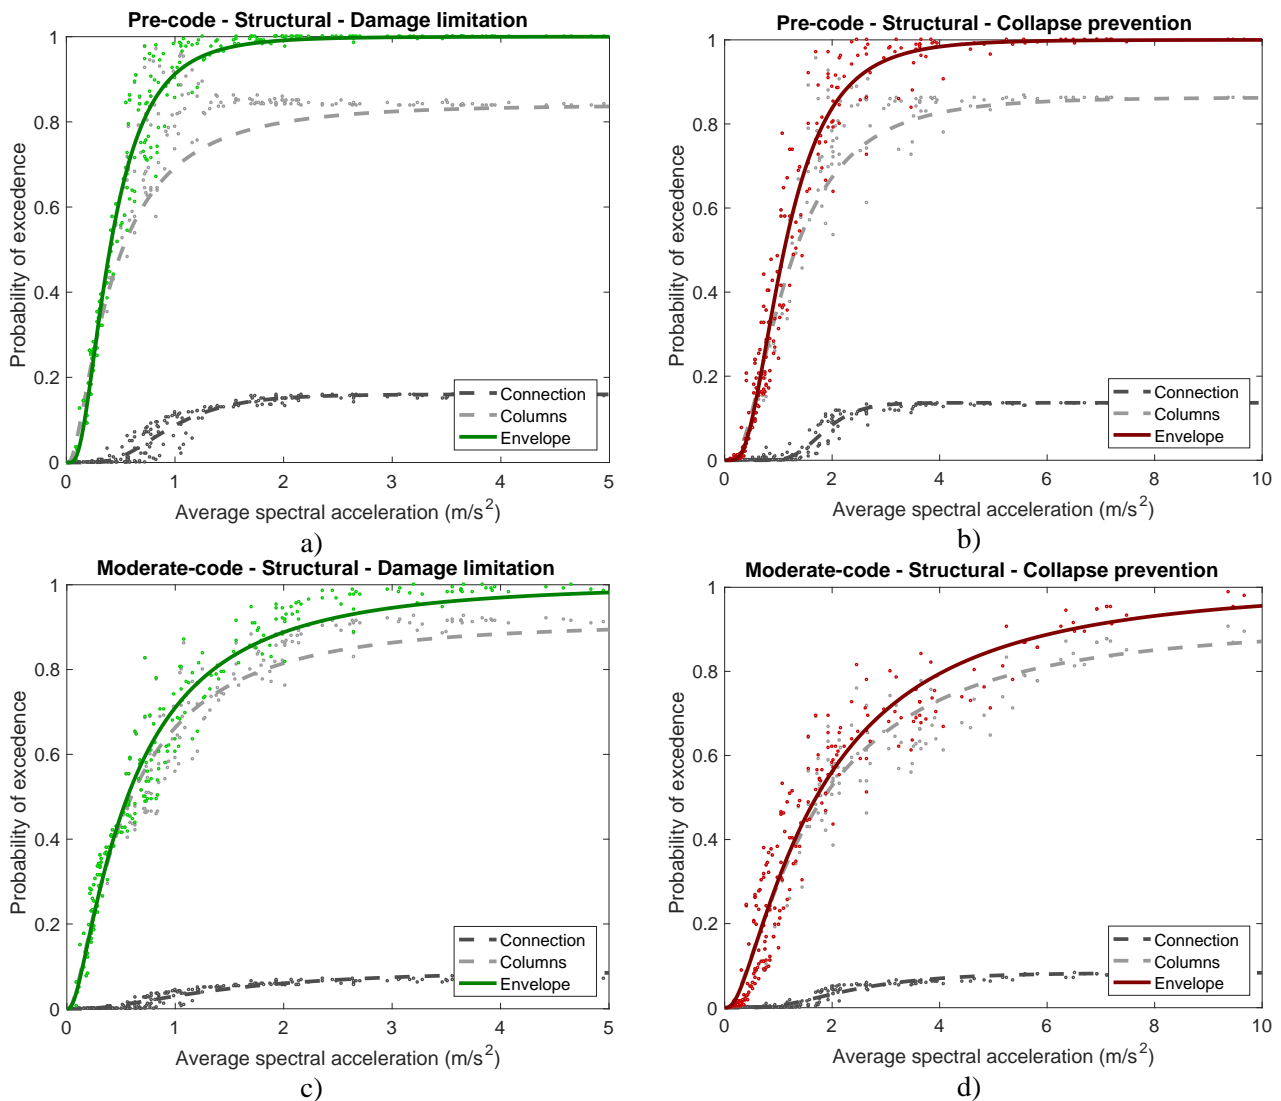 Pre-code - Structural - Damage limitation
Probability of excedence
1
0.8
0.6
0.4
0.2
0
Connection
Columns
Envelope
0 1 2 3 4 5
Average spectral acceleration (m/s²)
a)
Pre-code - Structural - Collapse prevention
Probability of excedence
1
0.8
0.6
0.4
0.2
0
Connection
Columns
Envelope
0 2 4 6 8 10
Average spectral acceleration (m/s²)
b)
Moderate-code - Structural - Damage limitation
Probability of excedence
1
0.8
0.6
0.4
0.2
0
Connection
Columns
Envelope
0 1 2 3 4 5
Average spectral acceleration (m/s²)
c)
Moderate-code - Structural - Collapse prevention
Probability of excedence
1
0.8
0.6
0.4
0.2
0
Connection
Columns
Envelope
0 2 4 6 8 10
Average spectral acceleration (m/s²)
d)